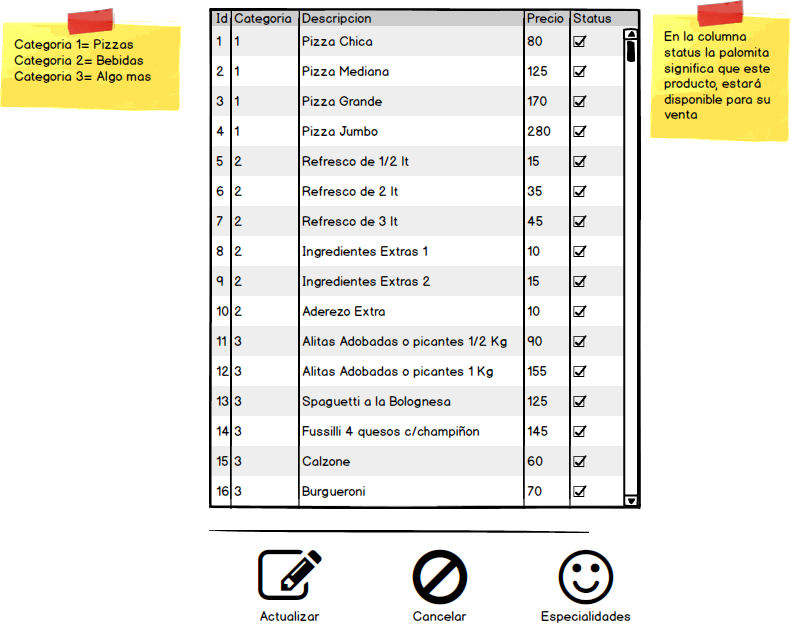 Categoria 1= Pizzas
Categoria 2= Bebidas
Categoria 3= Algo mas
Id Categoria Descripcion Precio Status
1 1 Pizza Chica 80
2 1 Pizza Mediana 125
3 1 Pizza Grande 170
4 1 Pizza Jumbo 280
5 2 Refresco de 1/2 lt 15
6 2 Refresco de 2 lt 35
7 2 Refresco de 3 lt 45
8 2 Ingredientes Extras 1 10
9 2 Ingredientes Extras 2 15
10 2 Aderezo Extra 10
11 3 Alitas Adobadas o picantes 1/2 Kg 90
12 3 Alitas Adobadas o picantes 1 Kg 155
13 3 Spaguetti a la Bolognesa 125
14 3 Fussilli 4 quesos c/champiñon 145
15 3 Calzone 60
16 3 Burgueroni 70
En la columna
status la palomita
significa que este
producto, estará
disponible para su
venta
Actualizar Cancelar Especialidades